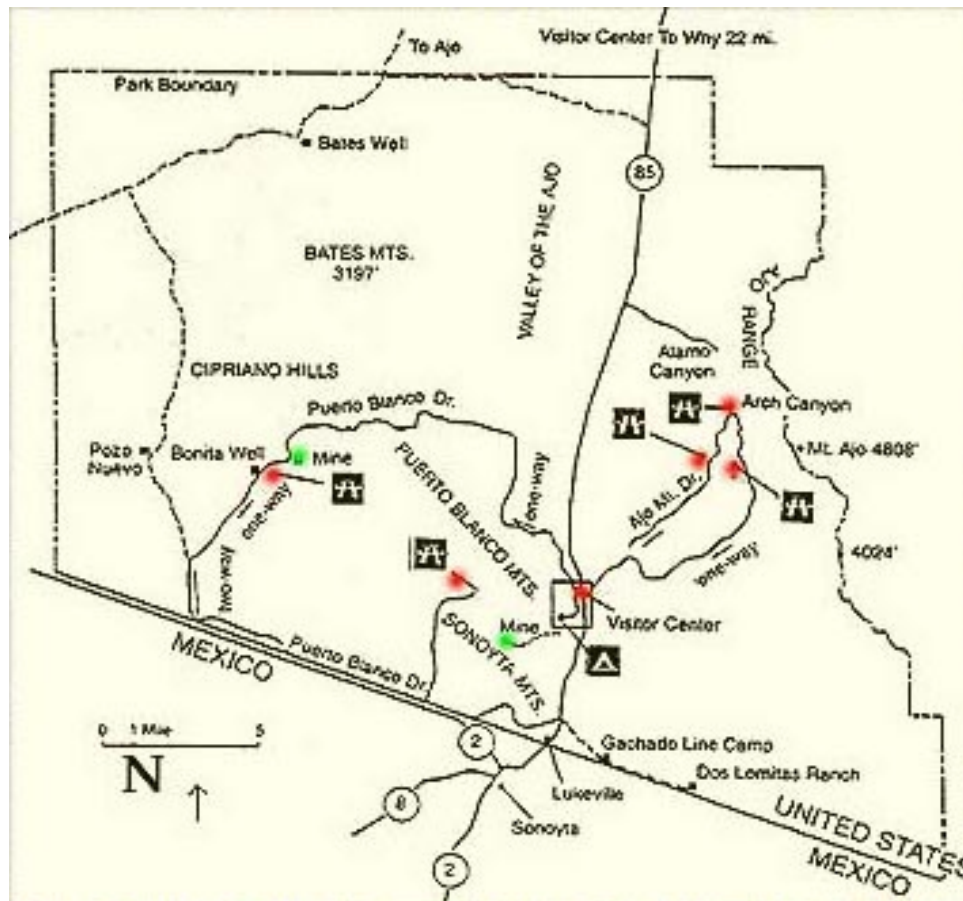 Visitor Center To Why 22 mi.
To Ajo
Park Boundary
Bates Well
85
VALLEY OF THE AJO
BATES MTS.
3197'
AJO
RANGE
Alamo
Canyon
CIPRIANO HILLS
Arch Canyon
Puerto Blanco Dr.
Pozo
Nuevo
Bonita Well
Mine
Mt. Ajo 4808'
PUERTO BLANCO MTS.
one-way
Ajo Mt. Dr.
one-way
one-way
4024'
two-way
Mine
Visitor Center
SONOYTA MTS.
Puerto Blanco Dr.
MEXICO
0 1 Mile 5
N
2
Gachado Line Camp
Dos Lomitas Ranch
Lukeville
8
Sonoyta
2
UNITED STATES
MEXICO